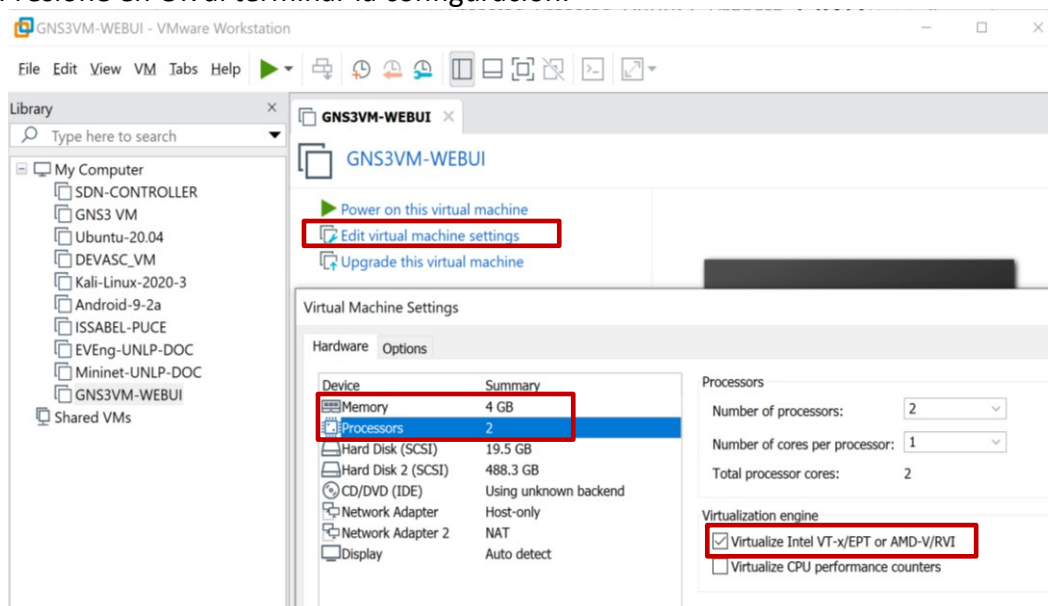 GNS3VM-WEBUI - VMware Workstation
File Edit View VM Tabs Help
Library
GNS3VM-WEBUI
Type here to search
GNS3VM-WEBUI
My Computer
SDN-CONTROLLER
GNS3 VM
Ubuntu-20.04
DEVASC_VM
Kali-Linux-2020-3
Android-9-2a
ISSABEL-PUCE
EVEng-UNLP-DOC
Mininet-UNLP-DOC
GNS3VM-WEBUI
Shared VMs
Power on this virtual machine
Edit virtual machine settings
Upgrade this virtual machine
Virtual Machine Settings
Hardware Options
Device Summary
Memory 4 GB
Processors 2
Hard Disk (SCSI) 19.5 GB
Hard Disk 2 (SCSI) 488.3 GB
CD/DVD (IDE) Using unknown backend
Network Adapter Host-only
Network Adapter 2 NAT
Display Auto detect
Processors
Number of processors: 2
Number of cores per processor: 1
Total processor cores: 2
Virtualization engine
Virtualize Intel VT-x/EPT or AMD-V/RVI
Virtualize CPU performance counters